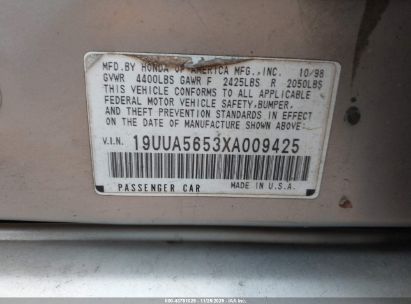 MFD.BY HONDA OF AMERICA MFG.,INC. 10/98
GVWR 4400LBS GAWR F 2425LBS R 2050LBS
THIS VEHICLE CONFORMS TO ALL APPLICABLE
FEDERAL MOTOR VEHICLE SAFETY,BUMPER,
AND THEFT PREVENTION STANDARDS IN EFFECT
ON THE DATE OF MANUFACTURE SHOWN ABOVE.
V.I.N. 19UUA5653XA009425
PASSENGER CAR MADE IN U.S.A.